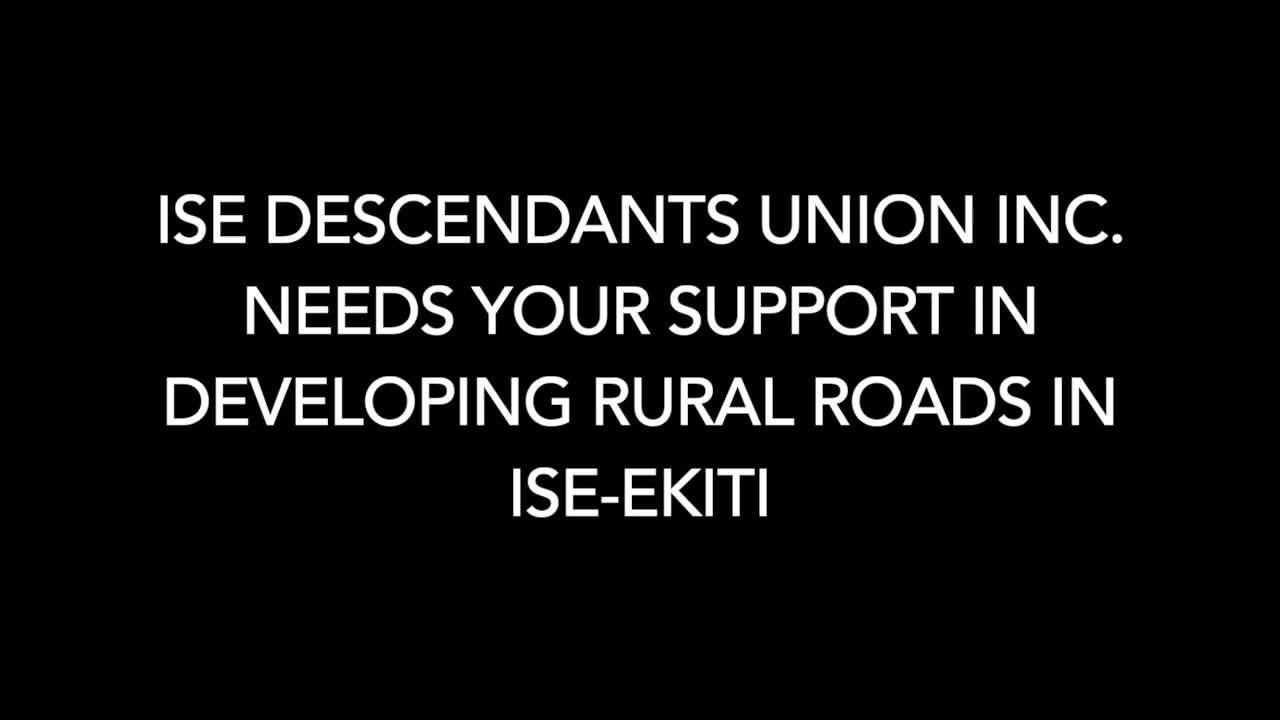 ISE DESCENDANTS UNION INC.
NEEDS YOUR SUPPORT IN
DEVELOPING RURAL ROADS IN
ISE-EKITI